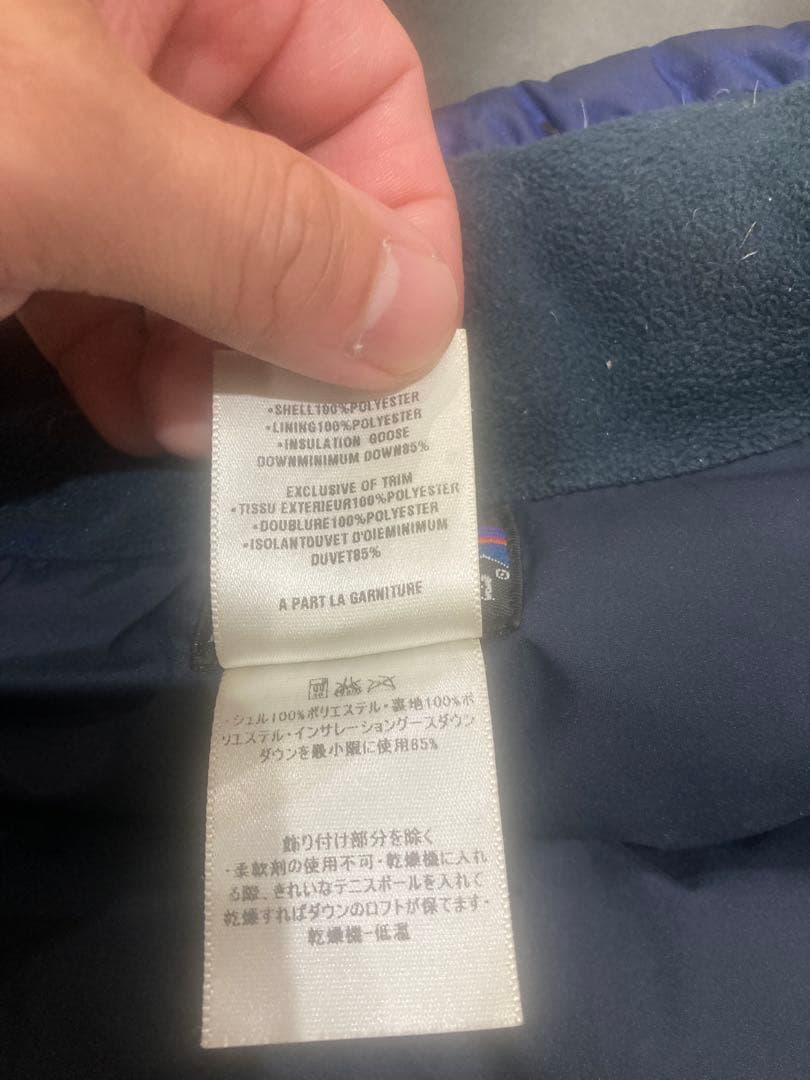 •SHELL100%POLYESTER
•LINING100%POLYESTER
•INSULATION GOOSE
DOWNMINIMUM DOWN85%
EXCLUSIVE OF TRIM
•TISSU EXTERIEUR100%POLYESTER
•DOUBLURE100%POLYESTER
•ISOLANTDUVET D'OIEMINIMUM
DUVET85%
A PART LA GARNITURE
・シェル100%ポリエステル・裏地100%ポ
リエステル・インサレーショングースダウン
ダウンを最小限に使用85%
飾り付け部分を除く
・柔軟剤の使用不可・乾燥機に入れ
る際、きれいなテニスボールを入れて
乾燥すればダウンのロフトが保てます・
乾燥機-低温